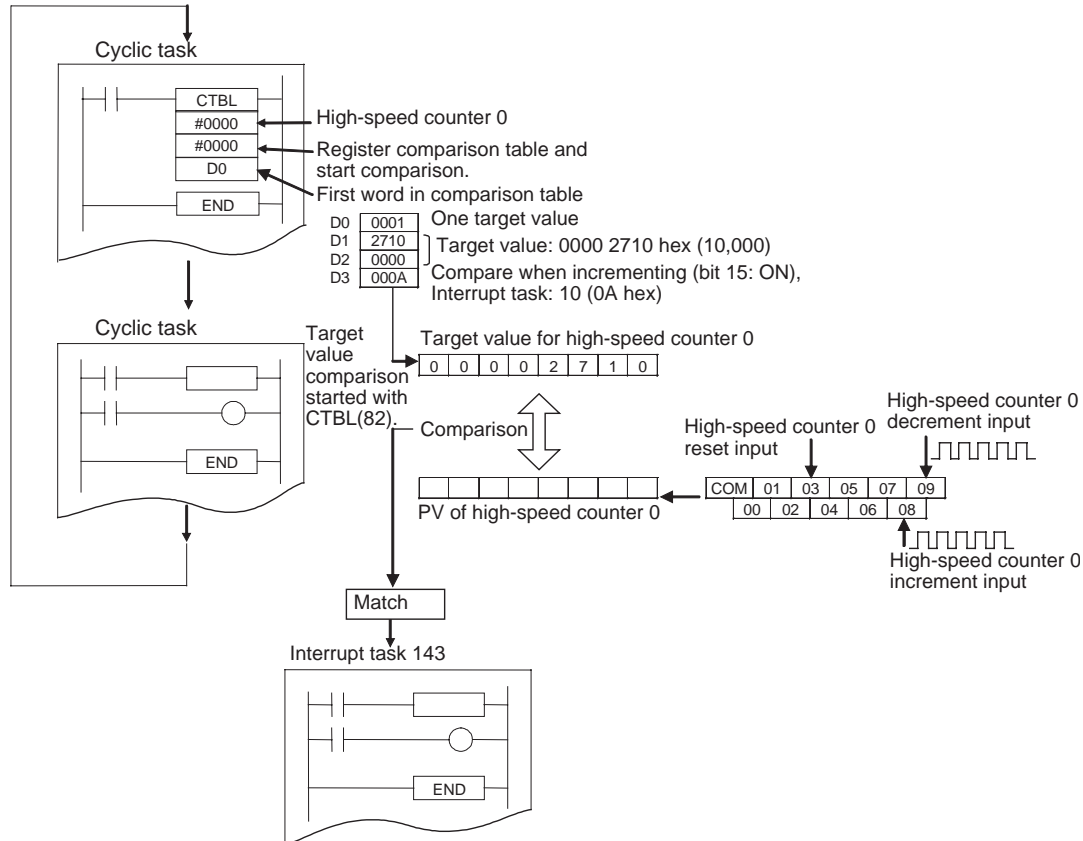 Cyclic task
CTBL
#0000
#0000
D0
END
High-speed counter 0
Register comparison table and
start comparison.
First word in comparison table
D0 0001 One target value
D1 2710
D2 0000
Target value: 0000 2710 hex (10,000)
D3 000A
Compare when incrementing (bit 15: ON),
Interrupt task: 10 (0A hex)
Cyclic task
END
Target
value
comparison
started with
CTBL(82).
Target value for high-speed counter 0
0 0 0 0 2 7 1 0
Comparison
PV of high-speed counter 0
High-speed counter 0
reset input
High-speed counter 0
decrement input
COM 01 03 05 07 09
00 02 04 06 08
High-speed counter 0
increment input
Match
Interrupt task 143
END